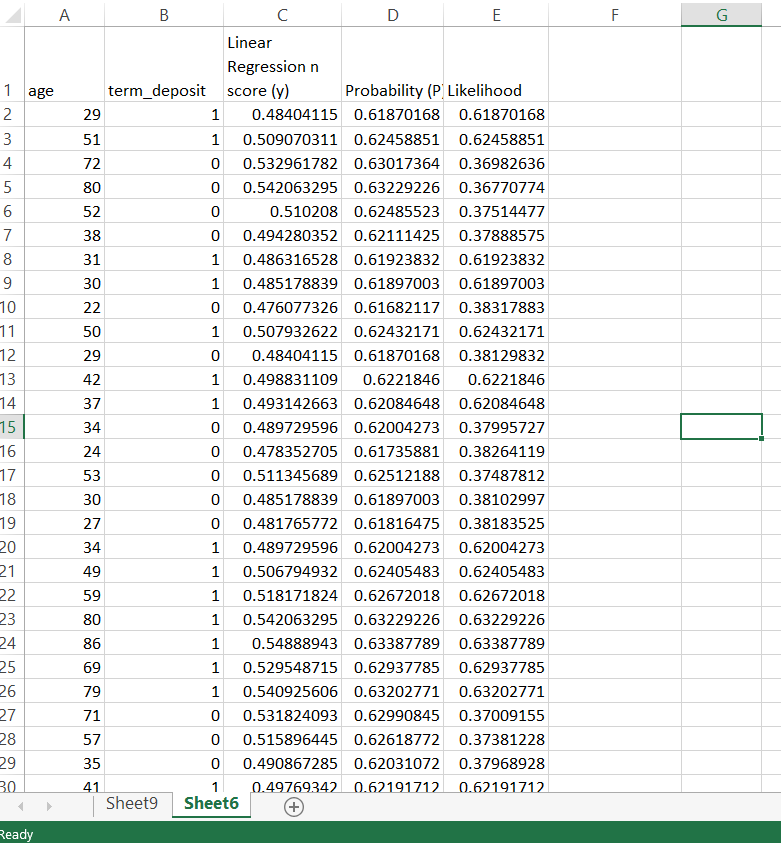 A B C D E F G
1 age term_deposit Linear Regression n score (y) Probability (P) Likelihood
2 29 1 0.48404115 0.61870168 0.61870168
3 51 1 0.509070311 0.62458851 0.62458851
4 72 0 0.532961782 0.63017364 0.36982636
5 80 0 0.542063295 0.63229226 0.36770774
6 52 0 0.510208 0.62485523 0.37514477
7 38 0 0.494280352 0.62111425 0.37888575
8 31 1 0.486316528 0.61923832 0.61923832
9 30 1 0.485178839 0.61897003 0.61897003
10 22 0 0.476077326 0.61682117 0.38317883
11 50 1 0.507932622 0.62432171 0.62432171
12 29 0 0.48404115 0.61870168 0.38129832
13 42 1 0.498831109 0.6221846 0.6221846
14 37 1 0.493142663 0.62084648 0.62084648
15 34 0 0.489729596 0.62004273 0.37995727
16 24 0 0.478352705 0.61735881 0.38264119
17 53 0 0.511345689 0.62512188 0.37487812
18 30 0 0.485178839 0.61897003 0.38102997
19 27 0 0.481765772 0.61816475 0.38183525
20 34 1 0.489729596 0.62004273 0.62004273
21 49 1 0.506794932 0.62405483 0.62405483
22 59 1 0.518171824 0.62672018 0.62672018
23 80 1 0.542063295 0.63229226 0.63229226
24 86 1 0.54888943 0.63387789 0.63387789
25 69 1 0.529548715 0.62937785 0.62937785
26 79 1 0.540925606 0.63202771 0.63202771
27 71 0 0.531824093 0.62990845 0.37009155
28 57 0 0.515896445 0.62618772 0.37381228
29 35 0 0.490867285 0.62031072 0.37968928
30 41 1 0.49769342 0.62191712 0.62191712
Sheet9 Sheet6
Ready